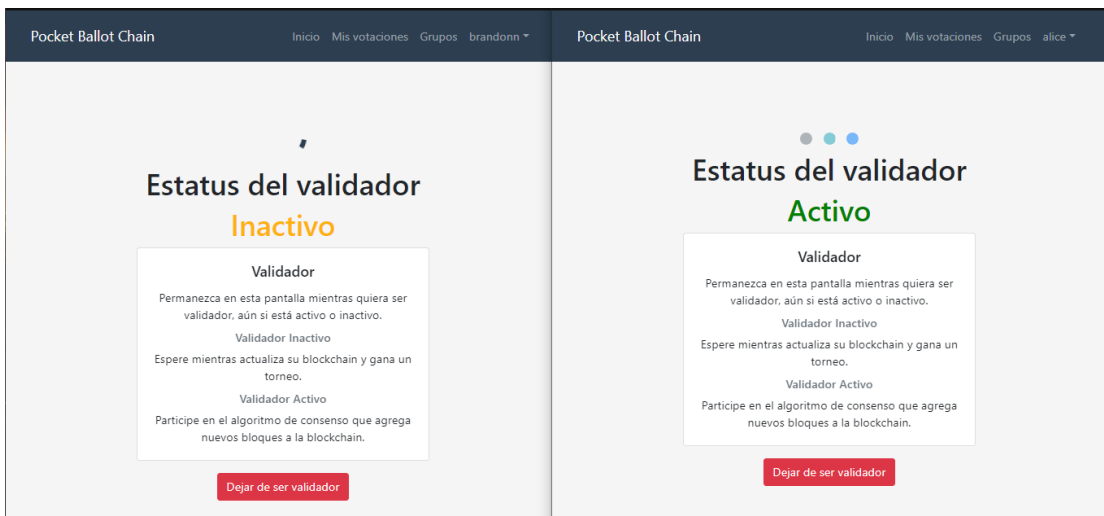 Pocket Ballot Chain
Inicio Mis votaciones Grupos brandonn
Estatus del validador
Inactivo
Validador
Permanezca en esta pantalla mientras quiera ser
validador, aún si está activo o inactivo.
Validador Inactivo
Espere mientras actualiza su blockchain y gana un
torneo.
Validador Activo
Participe en el algoritmo de consenso que agrega
nuevos bloques a la blockchain.
Dejar de ser validador
Pocket Ballot Chain
Inicio Mis votaciones Grupos alice
Estatus del validador
Activo
Validador
Permanezca en esta pantalla mientras quiera ser
validador, aún si está activo o inactivo.
Validador Inactivo
Espere mientras actualiza su blockchain y gana un
torneo.
Validador Activo
Participe en el algoritmo de consenso que agrega
nuevos bloques a la blockchain.
Dejar de ser validador